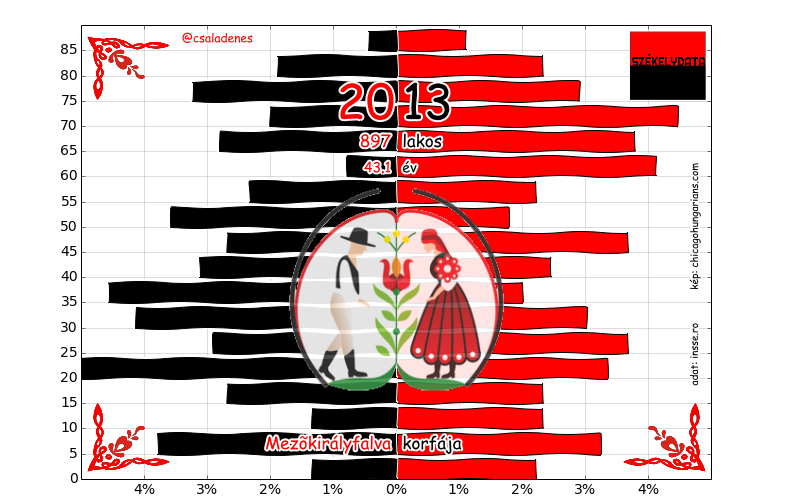 @csaladenes
SZÉKELYDATA
2013
897 lakos
43.1 év
kép: chicagohungarians.com
adat: insse.ro
Mezõkirályfalva korfája
85
80
75
70
65
60
55
50
45
40
35
30
25
20
15
10
5
0
4% 3% 2% 1% 0% 1% 2% 3% 4%